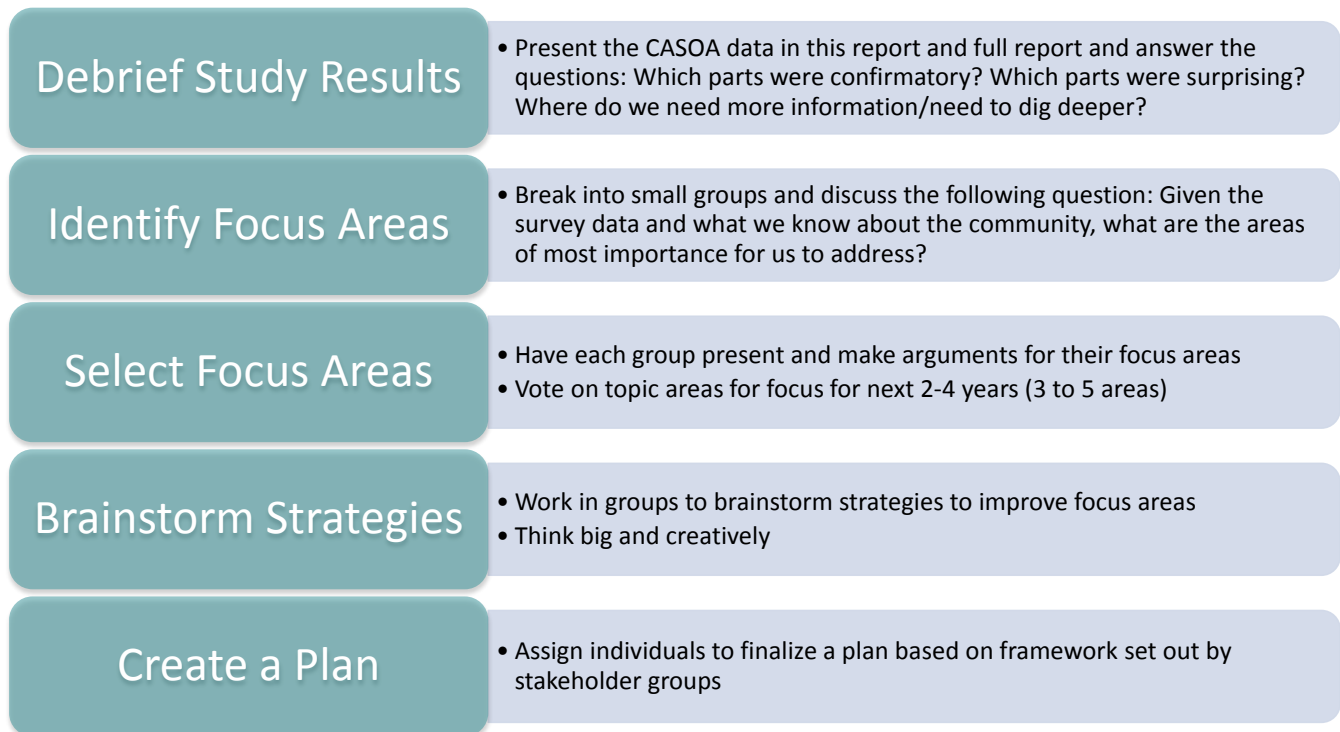 Debrief Study Results
• Present the CASOA data in this report and full report and answer the
questions: Which parts were confirmatory? Which parts were surprising?
Where do we need more information/need to dig deeper?
Identify Focus Areas
• Break into small groups and discuss the following question: Given the
survey data and what we know about the community, what are the areas
of most importance for us to address?
Select Focus Areas
• Have each group present and make arguments for their focus areas
• Vote on topic areas for focus for next 2-4 years (3 to 5 areas)
Brainstorm Strategies
• Work in groups to brainstorm strategies to improve focus areas
• Think big and creatively
Create a Plan
• Assign individuals to finalize a plan based on framework set out by
stakeholder groups